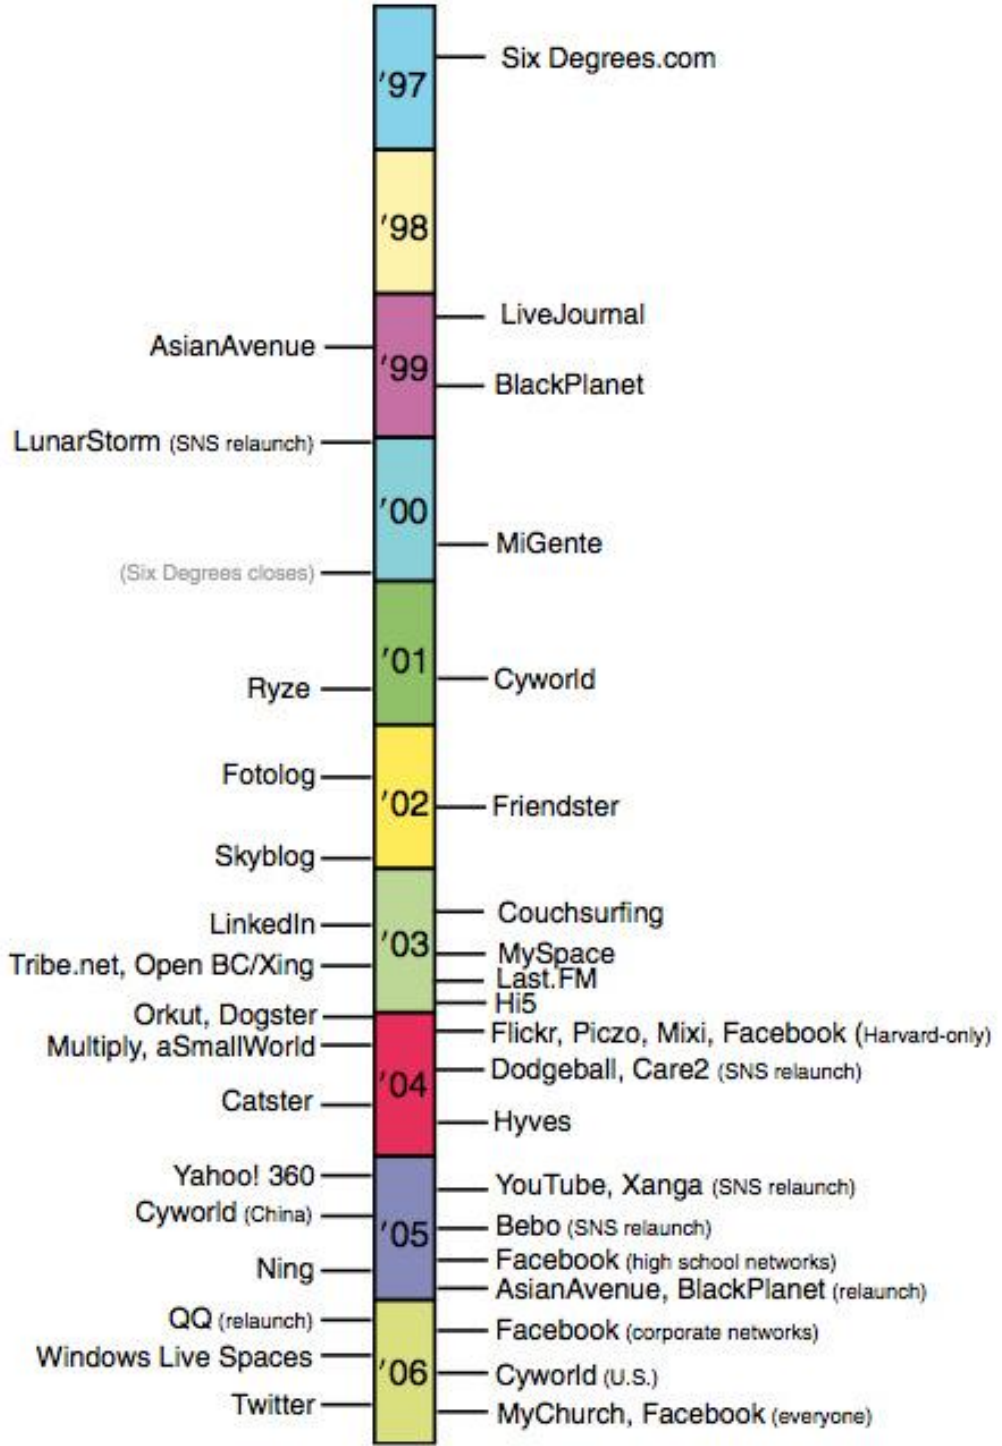 '97
Six Degrees.com
'98
LiveJournal
AsianAvenue
'99
BlackPlanet
LunarStorm (SNS relaunch)
'00
MiGente
(Six Degrees closes)
'01
Cyworld
Ryze
Fotolog
'02
Friendster
Skyblog
Couchsurfing
LinkedIn
'03
MySpace
Tribe.net, Open BC/Xing
Last.FM
Hi5
Orkut, Dogster
Flickr, Piczo, Mixi, Facebook (Harvard-only)
Multiply, aSmallWorld
Dodgeball, Care2 (SNS relaunch)
'04
Catster
Hyves
Yahoo! 360
YouTube, Xanga (SNS relaunch)
Cyworld (China)
Bebo (SNS relaunch)
'05
Facebook (high school networks)
Ning
AsianAvenue, BlackPlanet (relaunch)
QQ (relaunch)
Facebook (corporate networks)
Windows Live Spaces
'06
Cyworld (U.S.)
Twitter
MyChurch, Facebook (everyone)